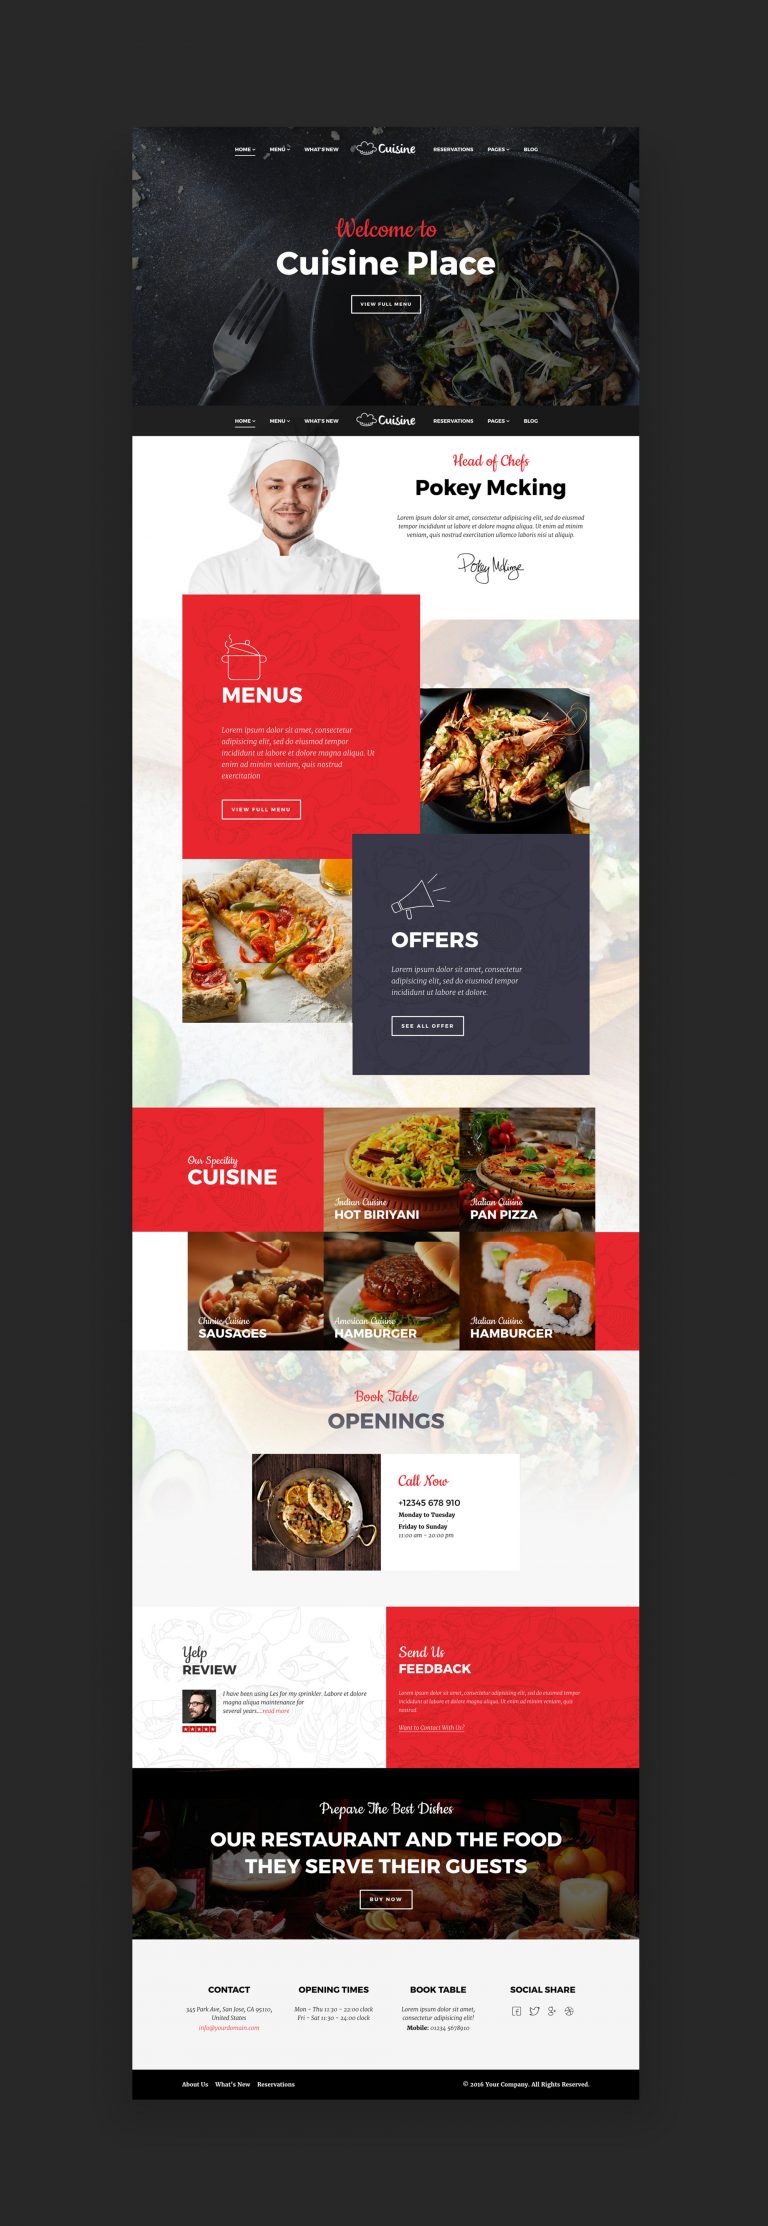 HOME MENU WHAT'S NEW Cuisine RESERVATIONS PAGES BLOG
Welcome to
Cuisine Place
VIEW FULL MENU
HOME MENU WHAT'S NEW Cuisine RESERVATIONS PAGES BLOG
Head of Chefs
Pokey Mcking
Lorem ipsum dolor sit amet, consectetur adipisicing elit, sed do eiusmod
tempor incididunt ut labore et dolore magna aliqua. Ut enim ad minim
veniam, quis nostrud exercitation ullamco laboris nisi ut aliquip.
Pokey McKinge
MENUS
Lorem ipsum dolor sit amet, consectetur
adipisicing elit, sed do eiusmod tempor
incididunt ut labore et dolore magna aliqua. Ut
enim ad minim veniam, quis nostrud
exercitation
VIEW FULL MENU
OFFERS
Lorem ipsum dolor sit amet, consectetur
adipisicing elit, sed do eiusmod tempor
incididunt ut labore et dolore.
SEE ALL OFFER
Our Specility
CUISINE
Indian Cuisine
HOT BIRIYANI
Italian Cuisine
PAN PIZZA
Chinise Cuisine
SAUSAGES
American Cuisine
HAMBURGER
Italian Cuisine
HAMBURGER
Book Table
OPENINGS
Call Now
+12345 678 910
Monday to Tuesday
Friday to Sunday
11:00 am - 20:00 pm
Yelp
REVIEW
I have been using Les for my sprinkler. Labore et dolore
magna aliqua maintenance for
several years....read more
Send Us
FEEDBACK
Lorem ipsum dolor sit amet, consectetur adipisicing elit, sed do eiusmod tempor
incididunt ut labore et dolore magna aliqua. Ut enim ad minim veniam, quis
nostrud.
Want to Contact With Us?
Prepare The Best Dishes
OUR RESTAURANT AND THE FOOD
THEY SERVE THEIR GUESTS
BUY NOW
CONTACT
345 Park Ave, San Jose, CA 95110,
United States
info@yourdomain.com
OPENING TIMES
Mon - Thu 11:30 - 22:00 clock
Fri - Sat 11:30 - 24:00 clock
BOOK TABLE
Lorem ipsum dolor sit amet,
consectetur adipisicing elit!
Mobile: 01234 5678910
SOCIAL SHARE
About Us What's New Reservations
© 2016 Your Company. All Rights Reserved.